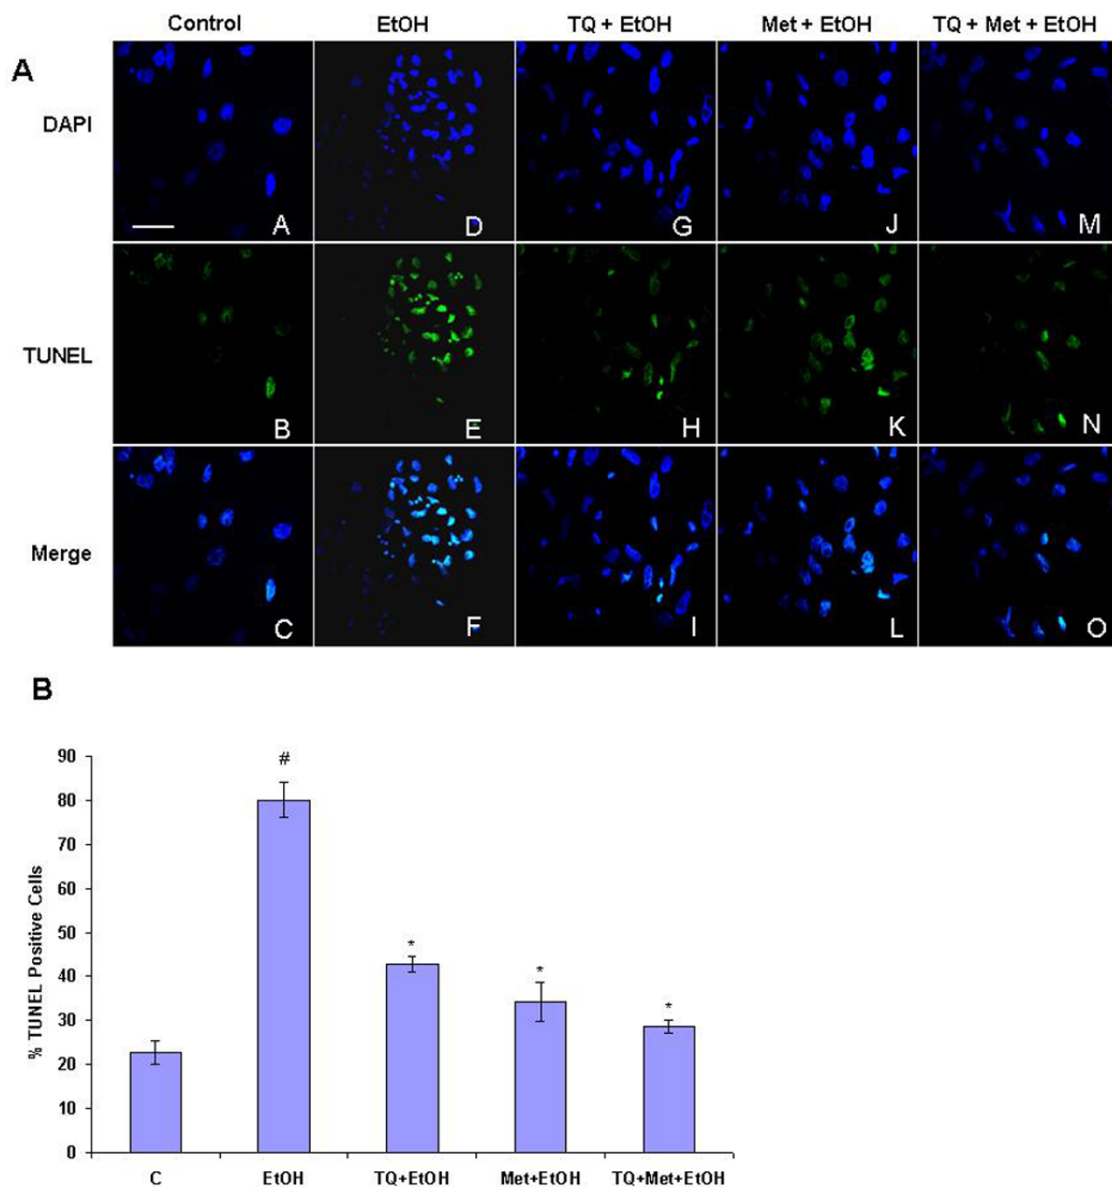 Control EtOH TQ + EtOH Met + EtOH TQ + Met + EtOH
A
DAPI
A D G J M
TUNEL
B E H K N
Merge
C F I L O
B
% TUNEL Positive Cells
90
80
70
60
50
40
30
20
10
0
#
*
*
*
C EtOH TQ+EtOH Met+EtOH TQ+Met+EtOH